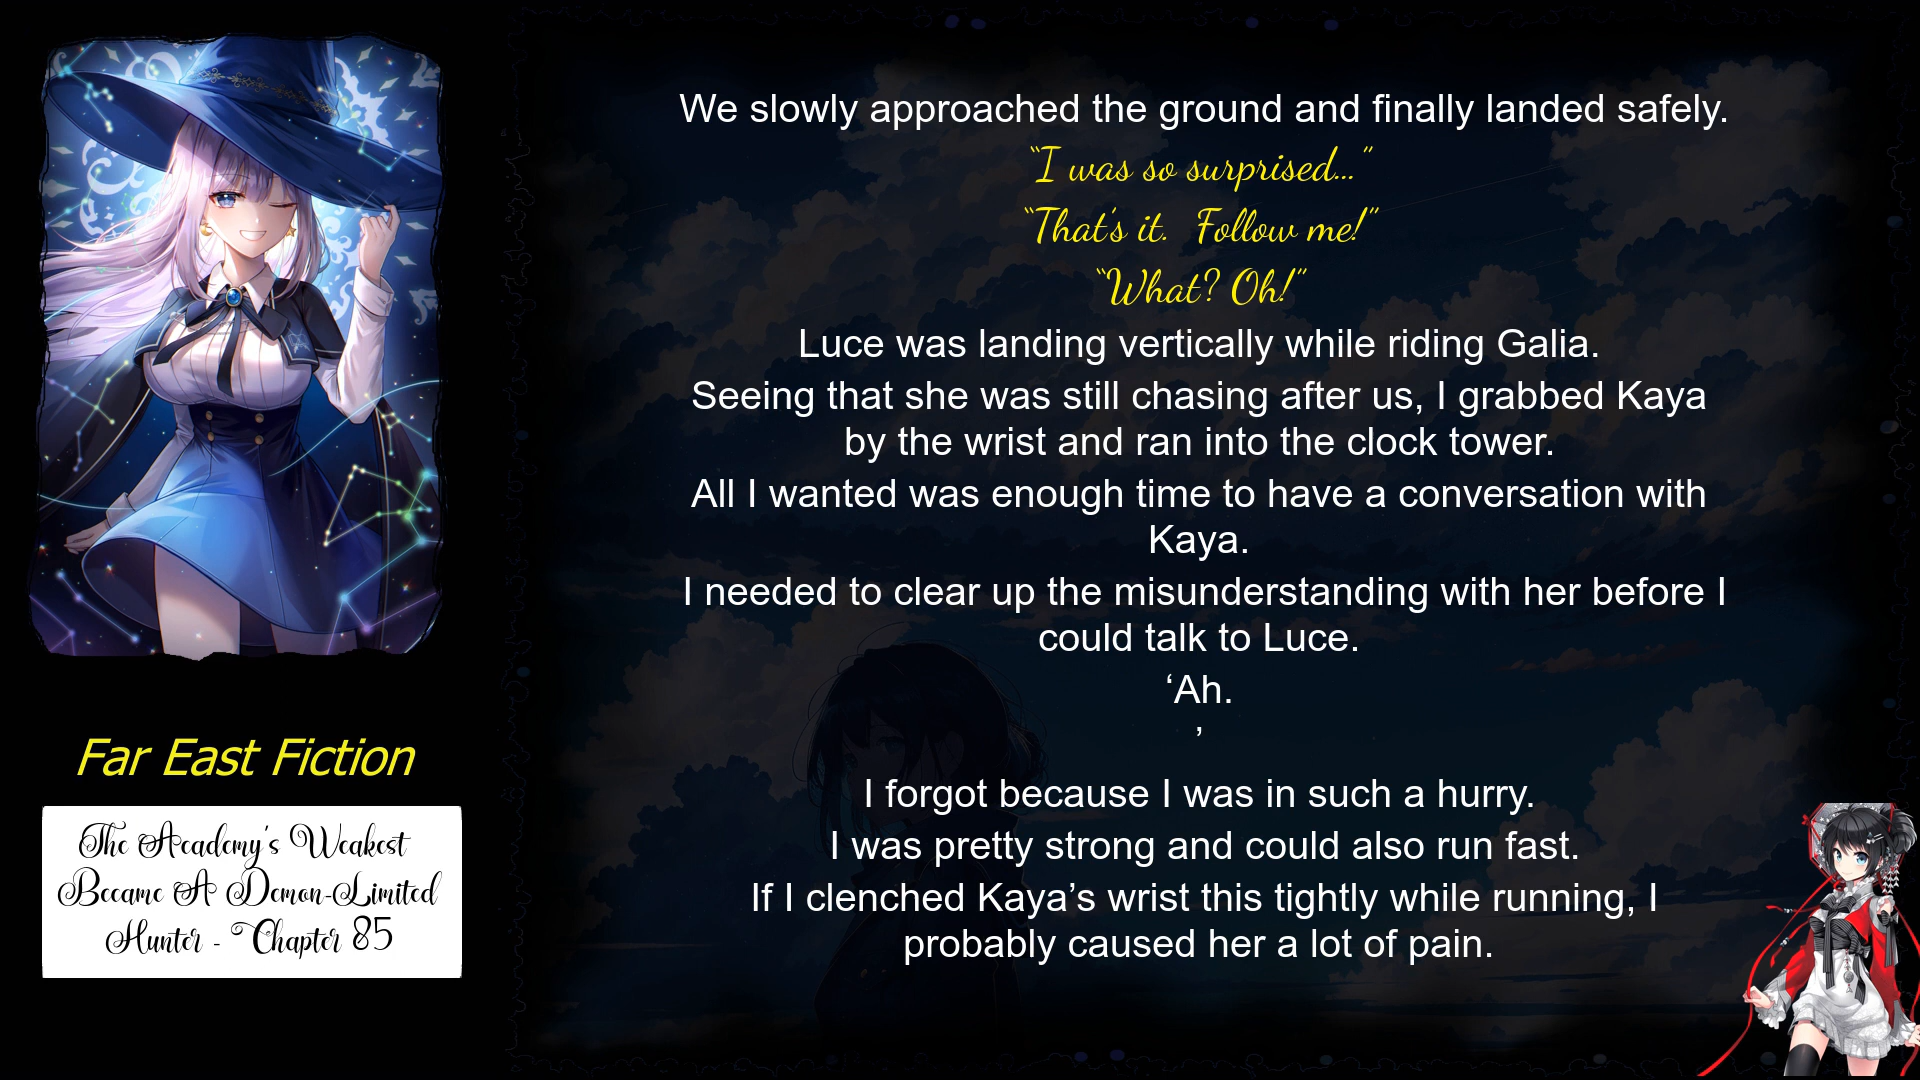 We slowly approached the ground and finally landed safely.
“I was so surprised...”
“That's it.  Follow me!”
“What? Oh!”
Luce was landing vertically while riding Galia.
Seeing that she was still chasing after us, I grabbed Kaya
by the wrist and ran into the clock tower.
All I wanted was enough time to have a conversation with
Kaya.
I needed to clear up the misunderstanding with her before I
could talk to Luce.
‘Ah.
’
I forgot because I was in such a hurry.
I was pretty strong and could also run fast.
If I clenched Kaya’s wrist this tightly while running, I
probably caused her a lot of pain.
Far East Fiction
The Academy's Weakest
Became A Demon-Limited
Hunter - Chapter 85